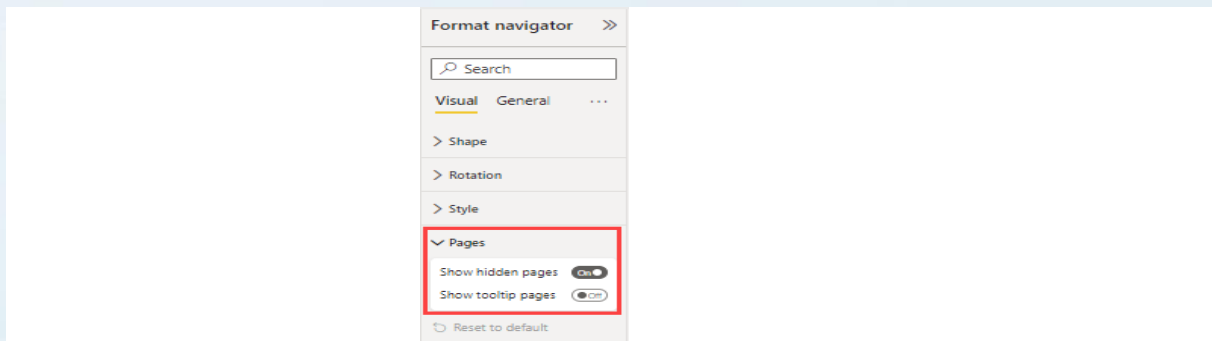 Format navigator
Search
Visual General ...
Shape
Rotation
Style
Pages
Show hidden pages On
Show tooltip pages Off
Reset to default